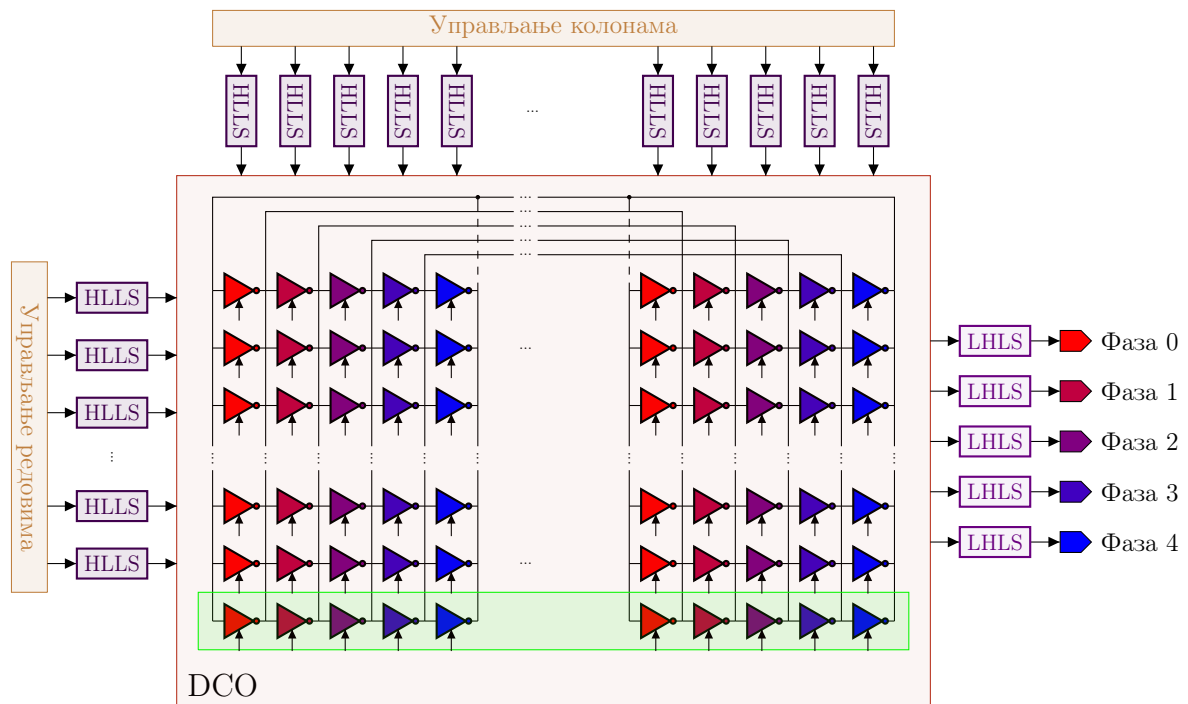 Управљање колонама
HLLS HLLS HLLS HLLS HLLS ... HLLS HLLS HLLS HLLS HLLS
...
...
...
...
Управљање редовима
HLLS
HLLS
...
HLLS
...
HLLS
HLLS
...
LHLS Фаза 0
LHLS Фаза 1
LHLS Фаза 2
LHLS Фаза 3
LHLS Фаза 4
DCO